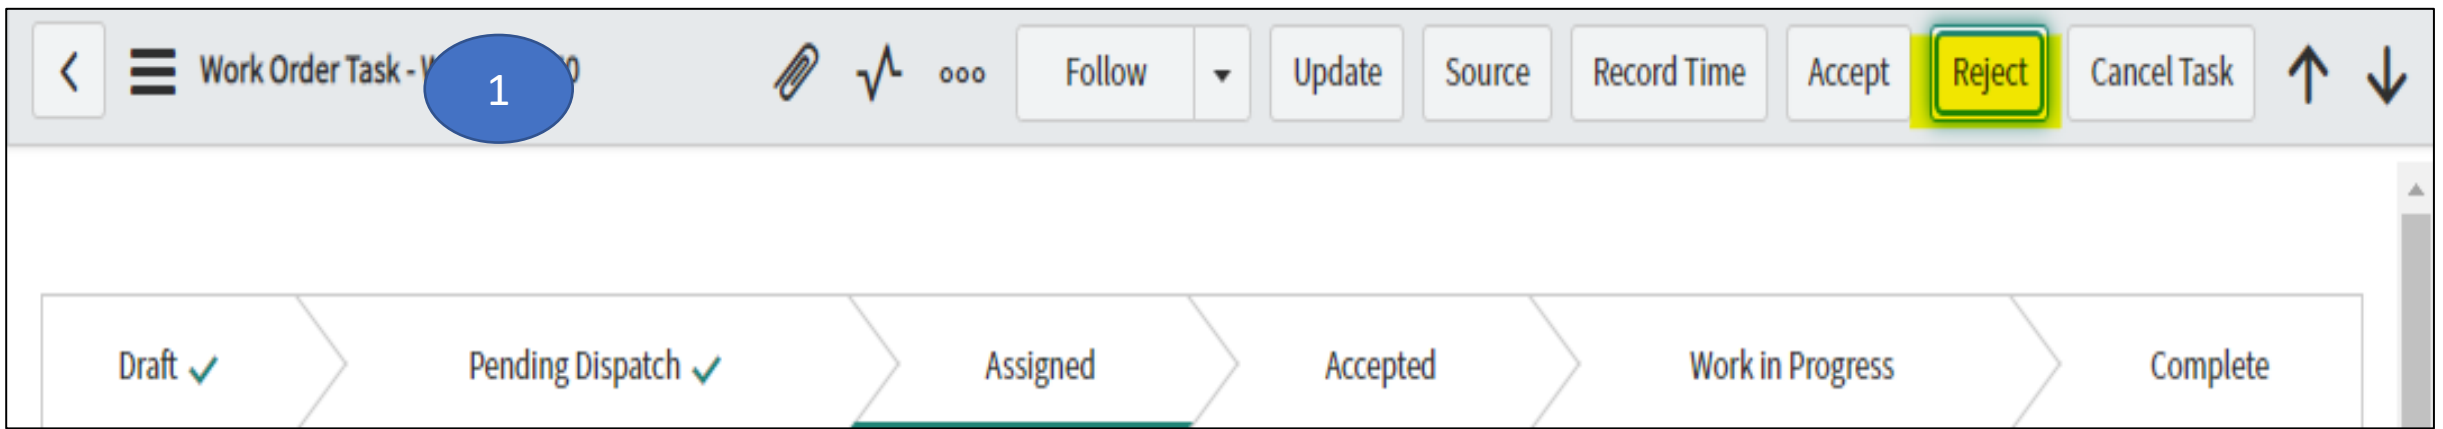 Work Order Task -
1
Follow
Update
Source
Record Time
Accept
Reject
Cancel Task
Draft
Pending Dispatch
Assigned
Accepted
Work in Progress
Complete